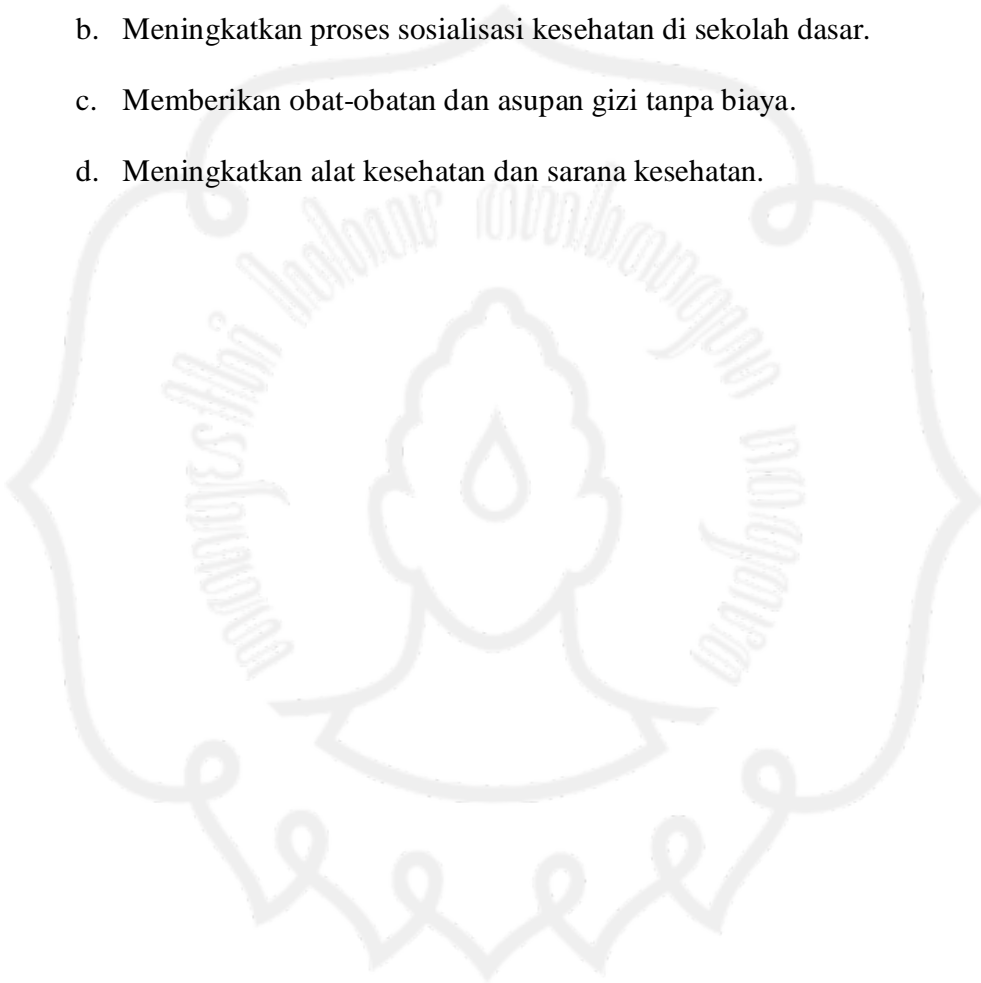 b. Meningkatkan proses sosialisasi kesehatan di sekolah dasar.
c. Memberikan obat-obatan dan asupan gizi tanpa biaya.
d. Meningkatkan alat kesehatan dan sarana kesehatan.